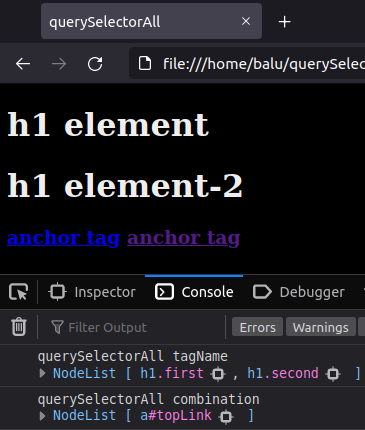 querySelectorAll
file:///home/balu/querySelec
h1 element
h1 element-2
anchor tag anchor tag
Inspector Console Debugger
Filter Output Errors Warnings
querySelectorAll tagName
NodeList [ h1.first , h1.second ]
querySelectorAll combination
NodeList [ a#topLink ]